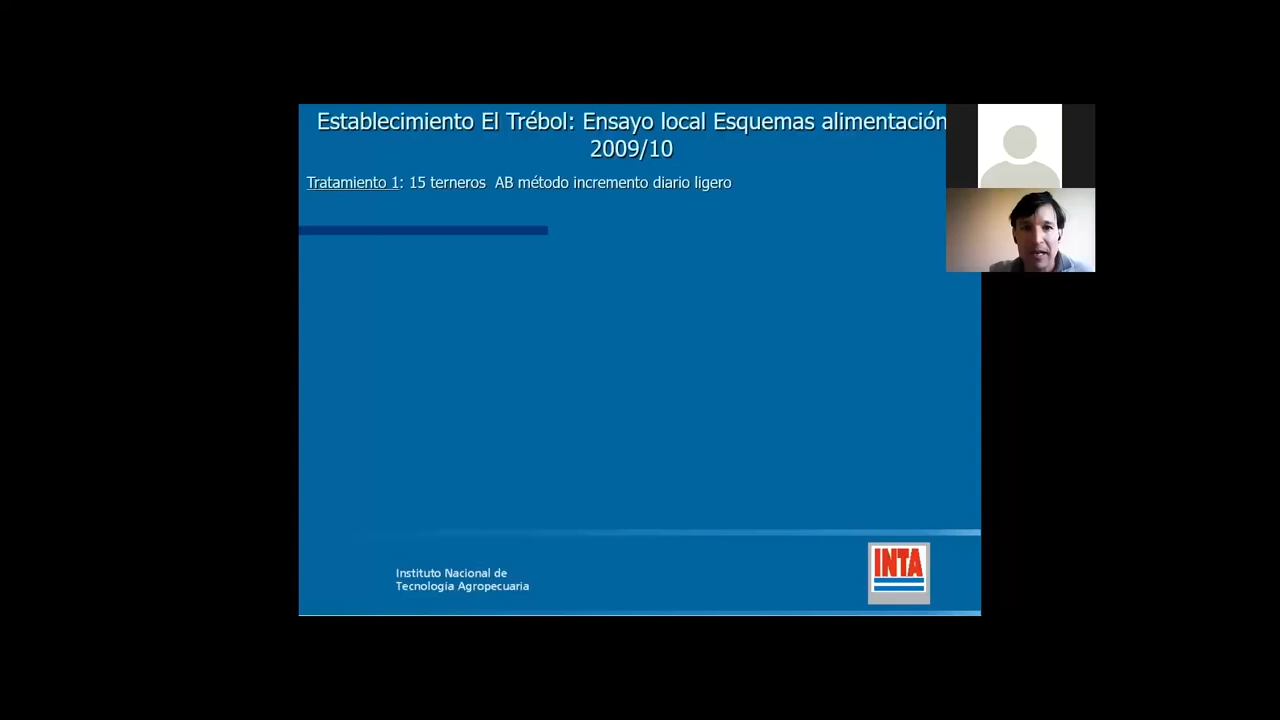 Establecimiento El Trébol: Ensayo local Esquemas alimentación
2009/10
Tratamiento 1: 15 terneros AB método incremento diario ligero
Instituto Nacional de
Tecnología Agropecuaria
INTA